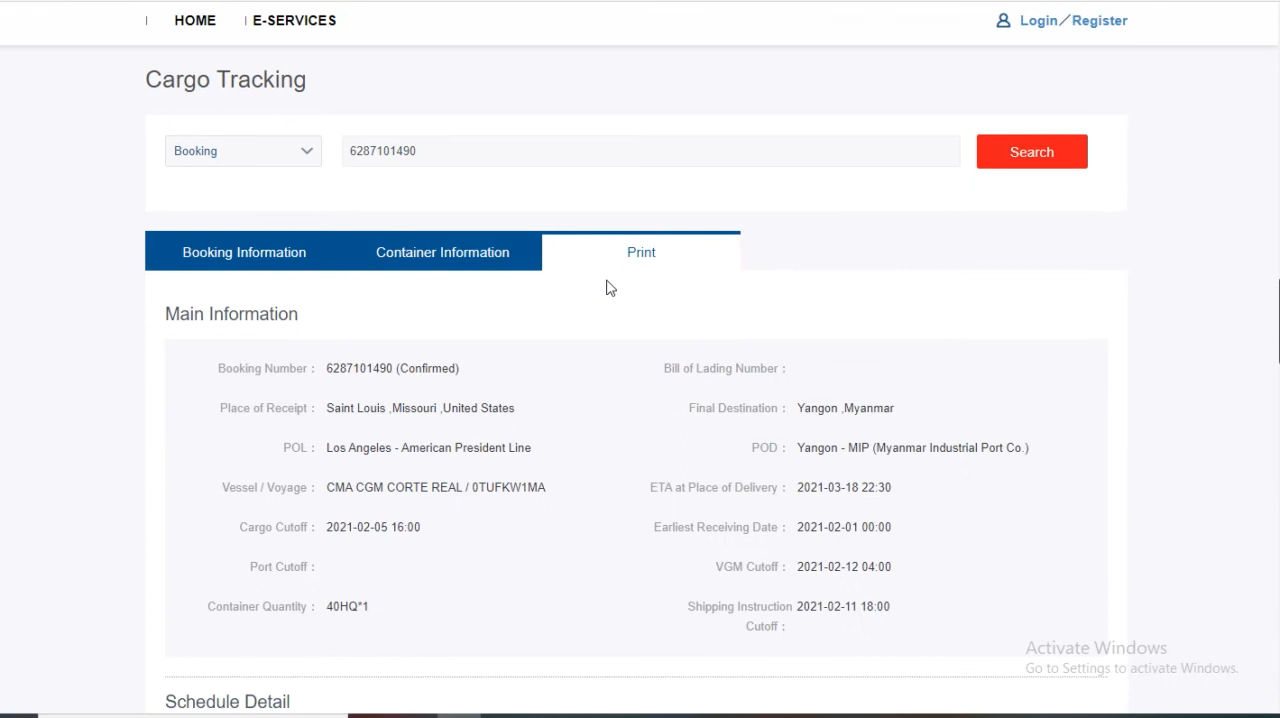 HOME E-SERVICES Login/Register
Cargo Tracking
Booking 6287101490 Search
Booking Information Container Information Print
Main Information
Booking Number : 6287101490 (Confirmed) Bill of Lading Number :
Place of Receipt : Saint Louis ,Missouri ,United States Final Destination : Yangon ,Myanmar
POL : Los Angeles - American President Line POD : Yangon - MIP (Myanmar Industrial Port Co.)
Vessel / Voyage : CMA CGM CORTE REAL / 0TUFKW1MA ETA at Place of Delivery : 2021-03-18 22:30
Cargo Cutoff : 2021-02-05 16:00 Earliest Receiving Date : 2021-02-01 00:00
Port Cutoff : VGM Cutoff : 2021-02-12 04:00
Container Quantity : 40HQ*1 Shipping Instruction 2021-02-11 18:00
Cutoff :
Activate Windows
Go to Settings to activate Windows.
Schedule Detail